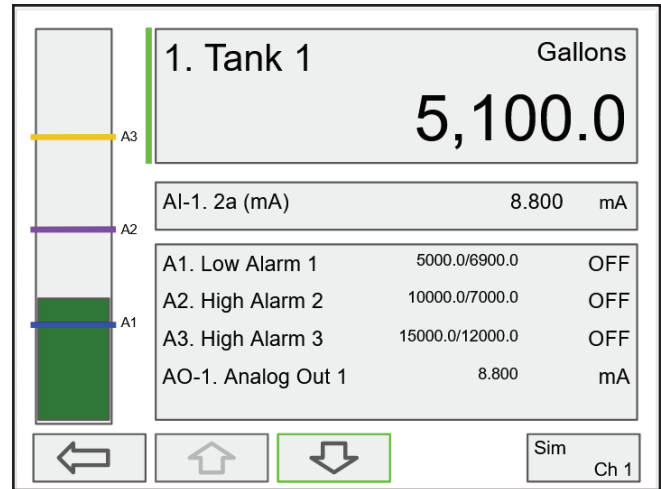 1. Tank 1 Gallons
5,100.0
A3
AI-1. 2a (mA) 8.800 mA
A2
A1. Low Alarm 1 5000.0/6900.0 OFF
A2. High Alarm 2 10000.0/7000.0 OFF
A1
A3. High Alarm 3 15000.0/12000.0 OFF
AO-1. Analog Out 1 8.800 mA
Sim
Ch 1